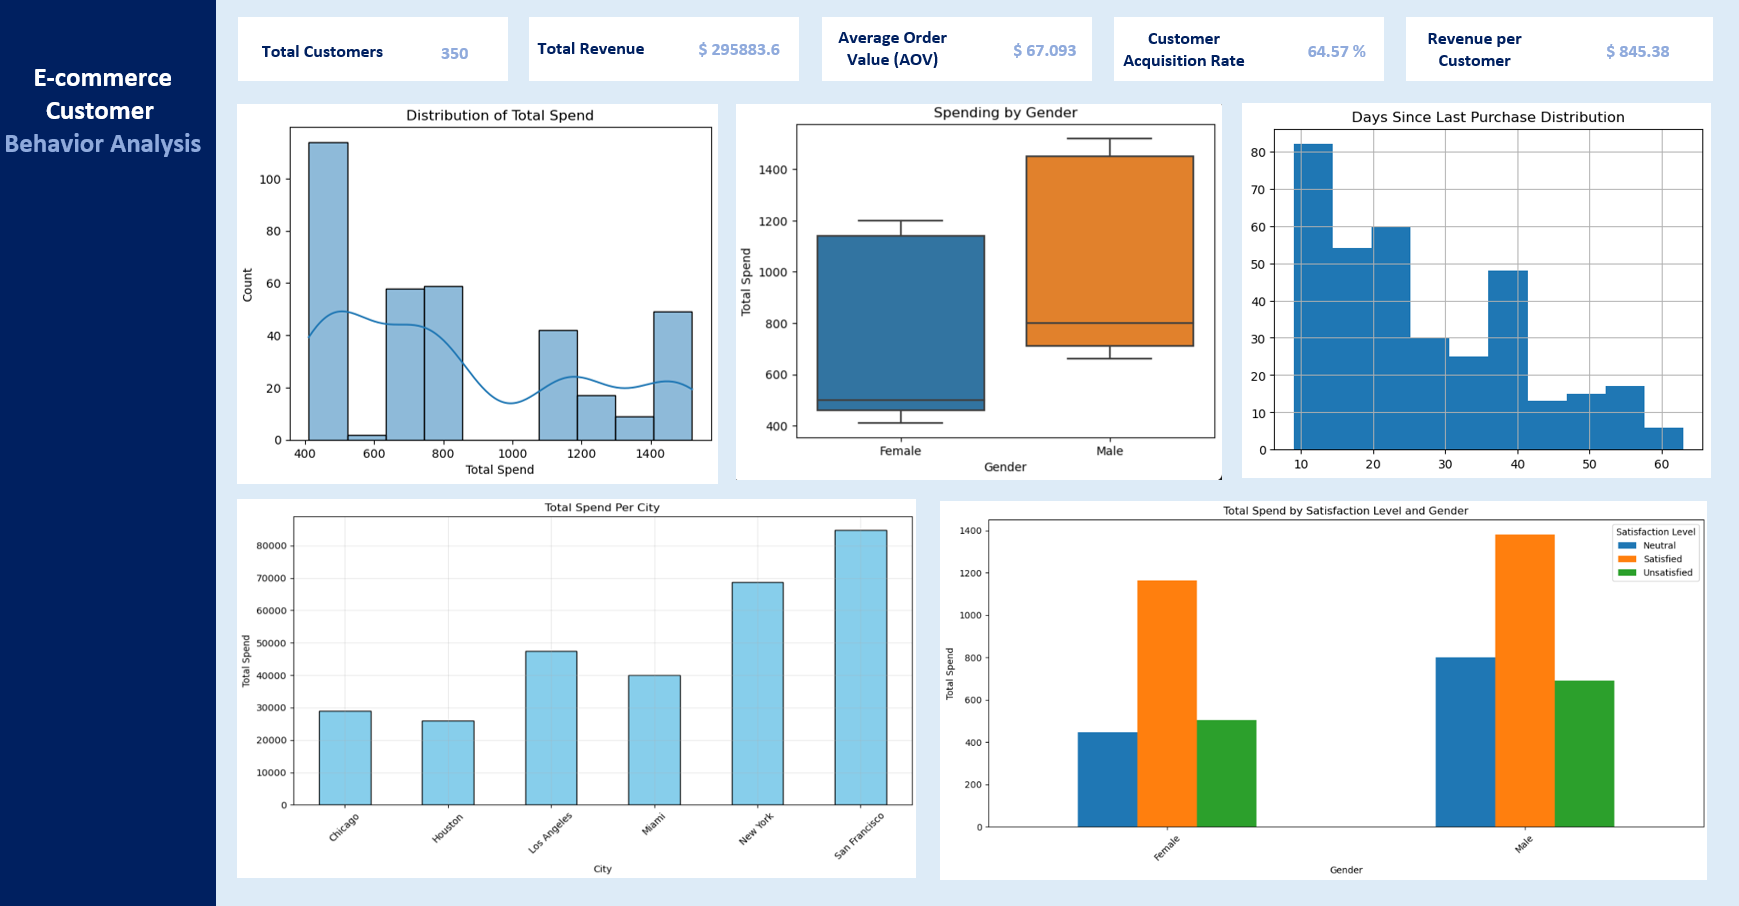 E-commerce
Customer
Behavior Analysis
Total Customers
350
Total Revenue
$ 295883.6
Average Order
Value (AOV)
$ 67.093
Customer
Acquisition Rate
64.57 %
Revenue per
Customer
$ 845.38
Distribution of Total Spend
Count
100
80
60
40
20
0
400 600 800 1000 1200 1400
Total Spend
Spending by Gender
Total Spend
1400
1200
1000
800
600
400
Female Male
Gender
Days Since Last Purchase Distribution
80
70
60
50
40
30
20
10
0
10 20 30 40 50 60
Total Spend Per City
Total Spend
80000
70000
60000
50000
40000
30000
20000
10000
0
Chicago Houston Los Angeles Miami New York San Francisco
City
Total Spend by Satisfaction Level and Gender
Satisfaction Level
Neutral
Satisfied
Unsatisfied
Total Spend
1400
1200
1000
800
600
400
200
0
Female Male
Gender